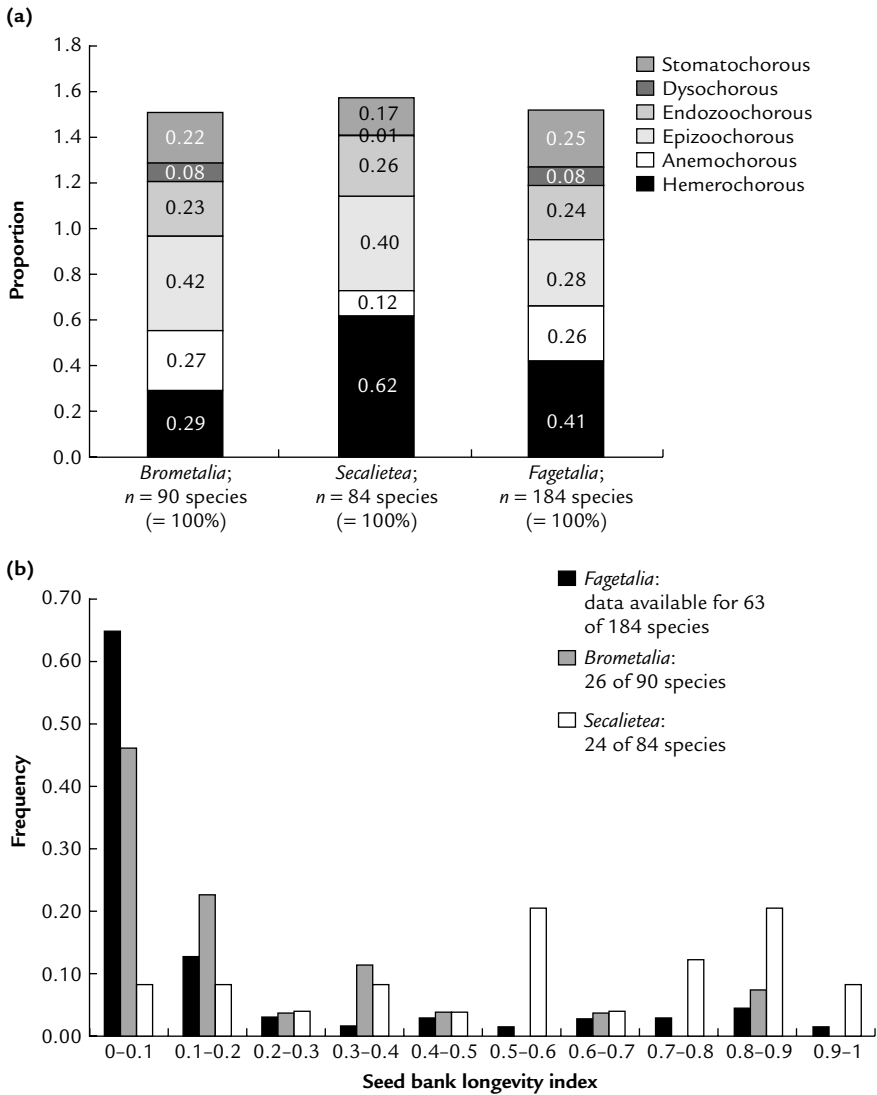 (a)
1.8
1.6
1.4
1.2
1.0
0.8
0.6
0.4
0.2
0.0
Proportion
0.22
0.08
0.23
0.42
0.27
0.29
0.17
0.01
0.26
0.40
0.12
0.62
0.25
0.08
0.24
0.28
0.26
0.41
Stomatochorous
Dysochorous
Endozoochorous
Epizoochorous
Anemochorous
Hemerochorous
Brometalia;
n = 90 species
(= 100%)
Secalietea;
n = 84 species
(= 100%)
Fagetalia;
n = 184 species
(= 100%)
(b)
0.70
0.60
0.50
0.40
0.30
0.20
0.10
0.00
Frequency
Fagetalia:
data available for 63
of 184 species
Brometalia:
26 of 90 species
Secalietea:
24 of 84 species
0–0.1 0.1–0.2 0.2–0.3 0.3–0.4 0.4–0.5 0.5–0.6 0.6–0.7 0.7–0.8 0.8–0.9 0.9–1
Seed bank longevity index